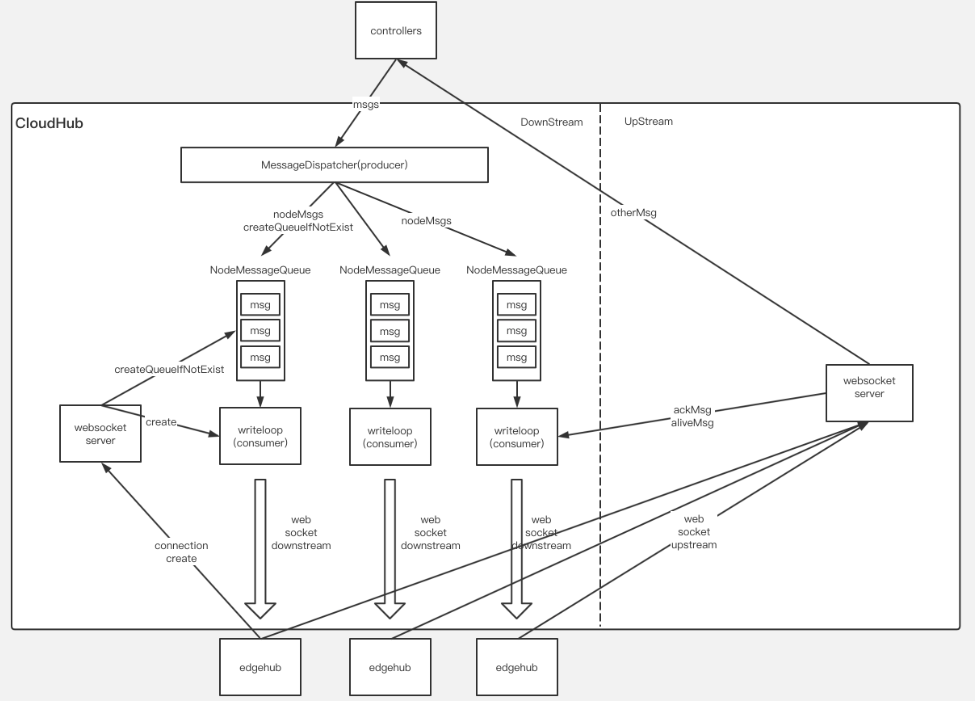 controllers
msgs
CloudHub
DownStream
UpStream
MessageDispatcher(producer)
nodeMsgs
createQueueIfNotExist
nodeMsgs
otherMsg
NodeMessageQueue
NodeMessageQueue
NodeMessageQueue
msg
msg
msg
msg
msg
msg
msg
msg
msg
createQueueIfNotExist
create
websocket
server
writeloop
(consumer)
writeloop
(consumer)
writeloop
(consumer)
ackMsg
aliveMsg
websocket
server
connection
create
web
socket
downstream
web
socket
downstream
web
socket
downstream
web
socket
upstream
edgehub
edgehub
edgehub